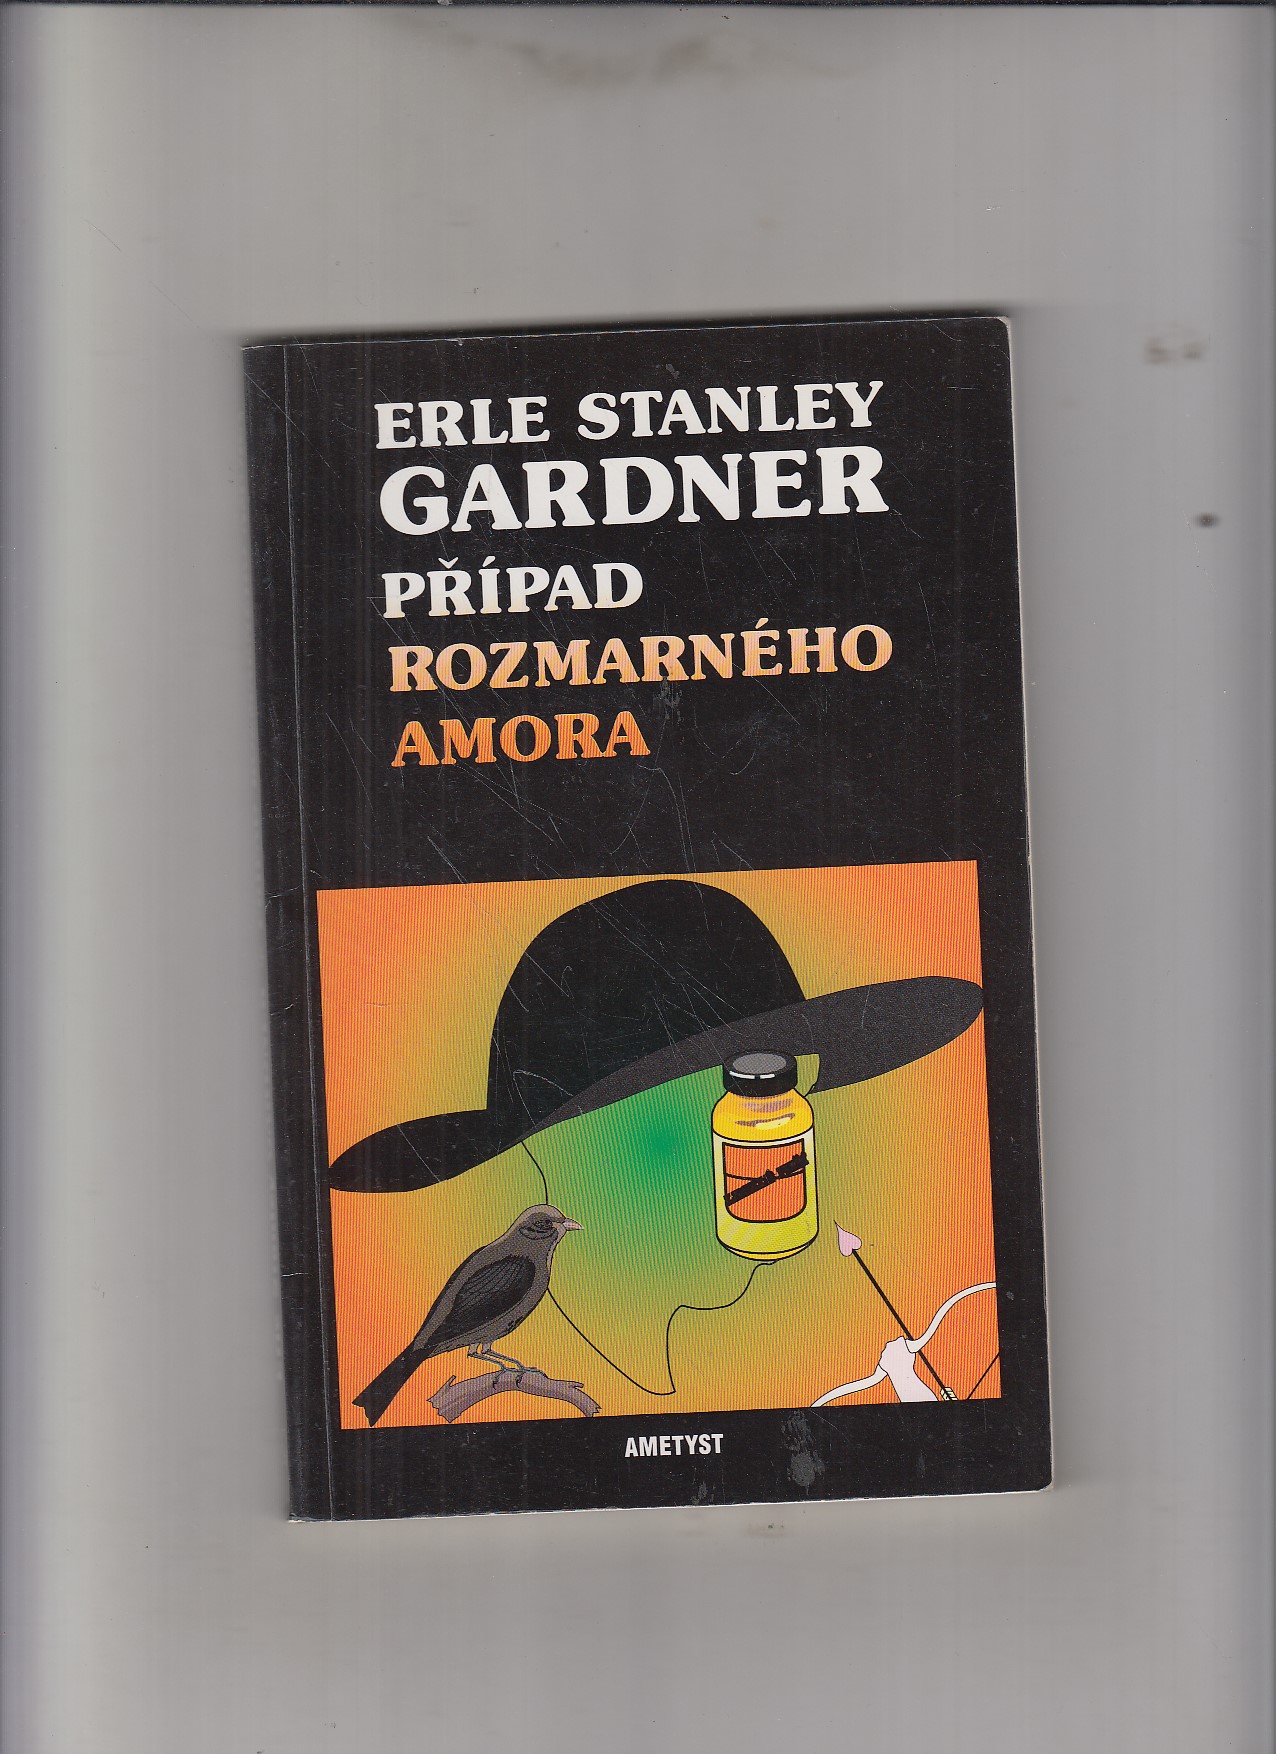 ERLE STANLEY
GARDNER
PŘÍPAD
ROZMARNÉHO
AMORA
AMETYST